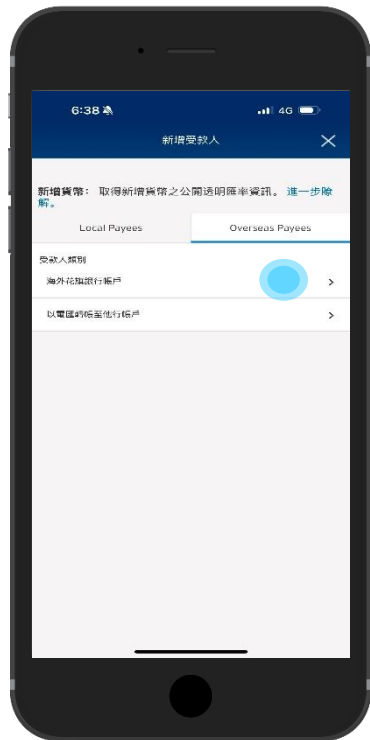 6:38 4G
新增受款人
新增貨幣： 取得新增貨幣之公開透明匯率資訊。 進一步瞭
解。
Local Payees Overseas Payees
受款人類別
海外花旗銀行帳戶
以電匯轉帳至他行帳戶